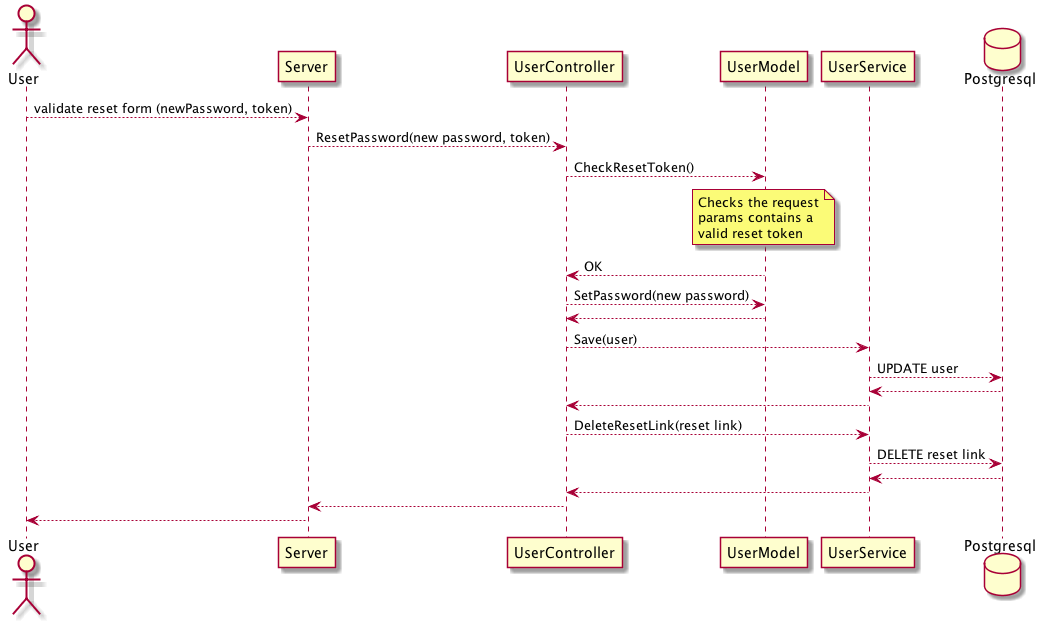 User
Server
UserController
UserModel
UserService
Postgresql
validate reset form (newPassword, token)
ResetPassword(new password, token)
CheckResetToken()
Checks the request
params contains a
valid reset token
OK
SetPassword(new password)
Save(user)
UPDATE user
DeleteResetLink(reset link)
DELETE reset link
User
Server
UserController
UserModel
UserService
Postgresql